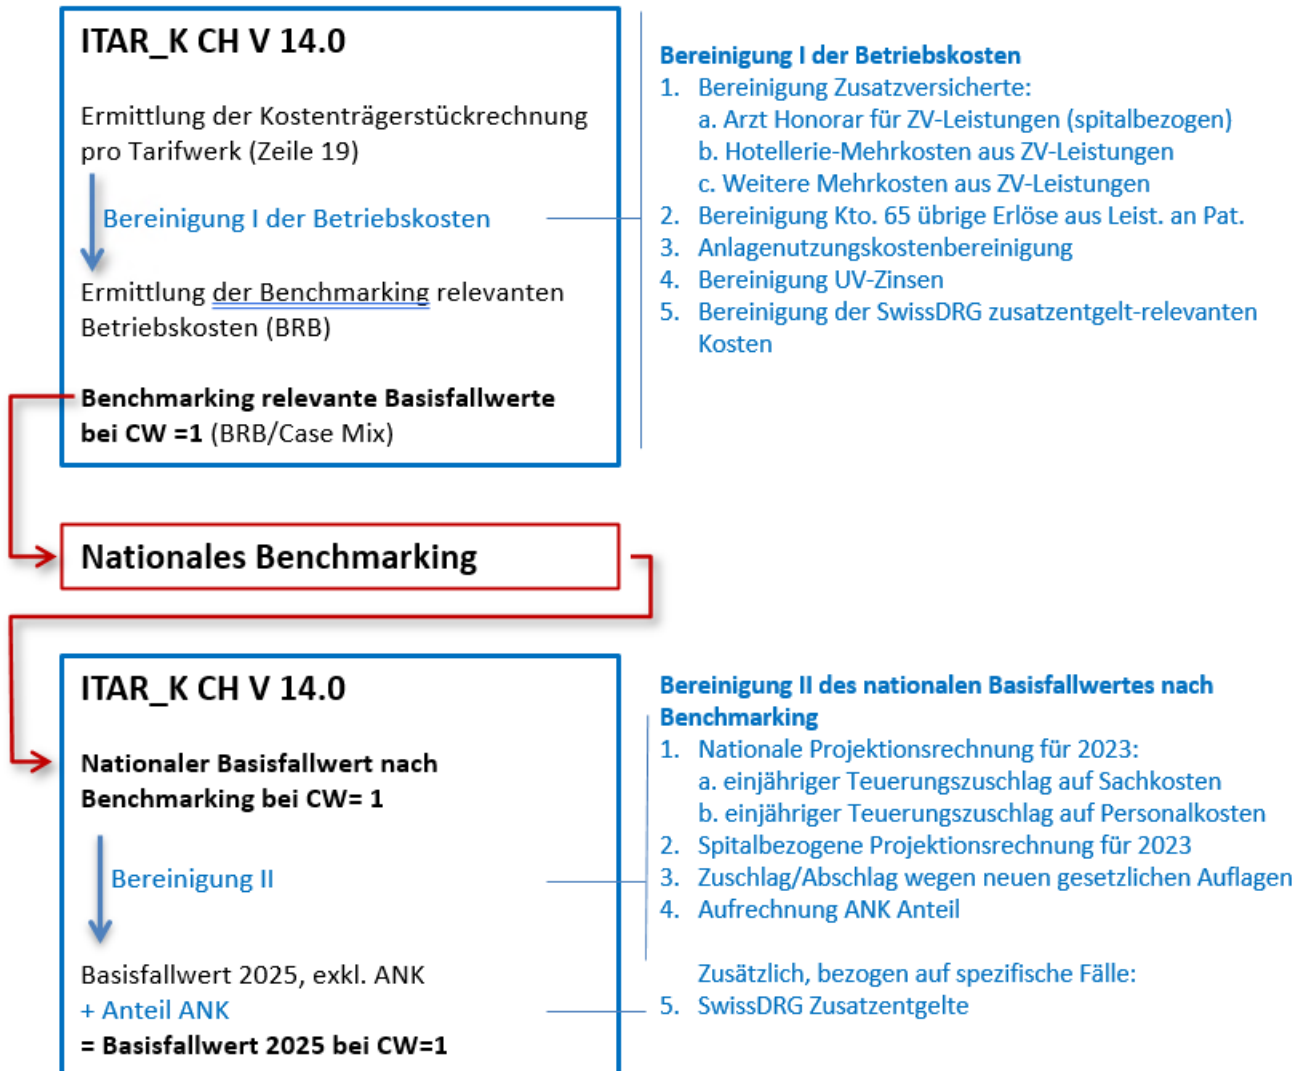 ITAR_K CH V 14.0
Ermittlung der Kostenträgerstückrechnung
pro Tarifwerk (Zeile 19)
Bereinigung I der Betriebskosten
Ermittlung der Benchmarking relevanten
Betriebskosten (BRB)
Benchmarking relevante Basisfallwerte
bei CW =1 (BRB/Case Mix)
Bereinigung I der Betriebskosten
1. Bereinigung Zusatzversicherte:
a. Arzt Honorar für ZV-Leistungen (spitalbezogen)
b. Hotellerie-Mehrkosten aus ZV-Leistungen
c. Weitere Mehrkosten aus ZV-Leistungen
2. Bereinigung Kto. 65 übrige Erlöse aus Leist. an Pat.
3. Anlagenutzungskostenbereinigung
4. Bereinigung UV-Zinsen
5. Bereinigung der SwissDRG zusatzentgelt-relevanten
Kosten
Nationales Benchmarking
ITAR_K CH V 14.0
Nationaler Basisfallwert nach
Benchmarking bei CW= 1
Bereinigung II
Basisfallwert 2025, exkl. ANK
+ Anteil ANK
= Basisfallwert 2025 bei CW=1
Bereinigung II des nationalen Basisfallwertes nach
Benchmarking
1. Nationale Projektionsrechnung für 2023:
a. einjähriger Teuerungszuschlag auf Sachkosten
b. einjähriger Teuerungszuschlag auf Personalkosten
2. Spitalbezogene Projektionsrechnung für 2023
3. Zuschlag/Abschlag wegen neuen gesetzlichen Auflagen
4. Aufrechnung ANK Anteil
Zusätzlich, bezogen auf spezifische Fälle:
5. SwissDRG Zusatzentgelte